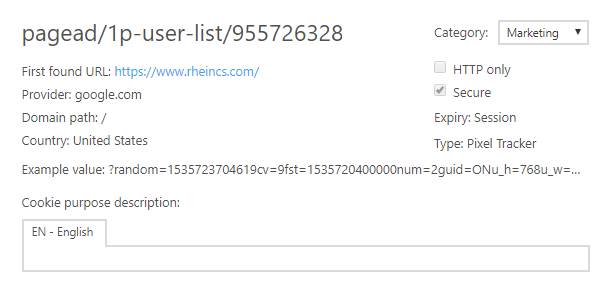 pagead/1p-user-list/955726328
Category: Marketing
First found URL: https://www.rheincs.com/
HTTP only
Provider: google.com
Secure
Domain path: /
Expiry: Session
Country: United States
Type: Pixel Tracker
Example value: ?random=1535723704619cv=9fst=1535720400000num=2guid=ONu_h=768u_w=...
Cookie purpose description:
EN - English